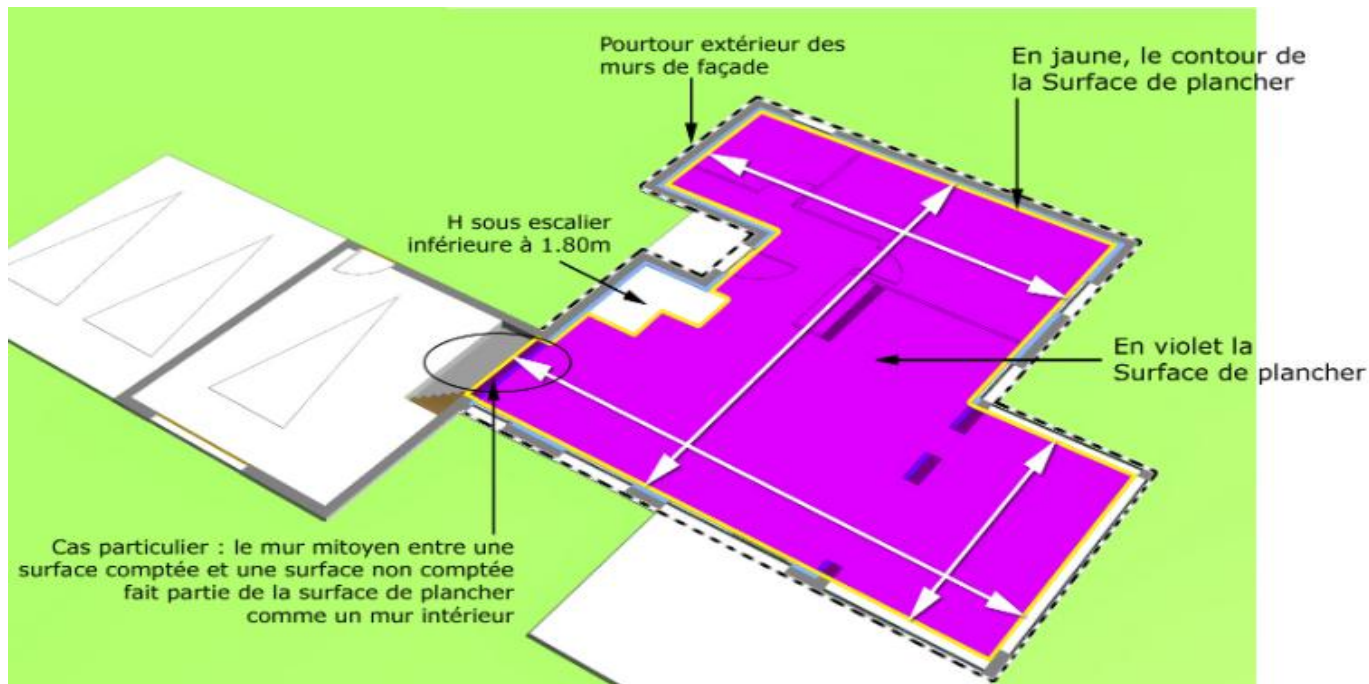 Pourtour extérieur des
murs de façade
En jaune, le contour de
la Surface de plancher
H sous escalier
inférieure à 1.80m
En violet la
Surface de plancher
Cas particulier : le mur mitoyen entre une
surface comptée et une surface non comptée
fait partie de la surface de plancher
comme un mur intérieur